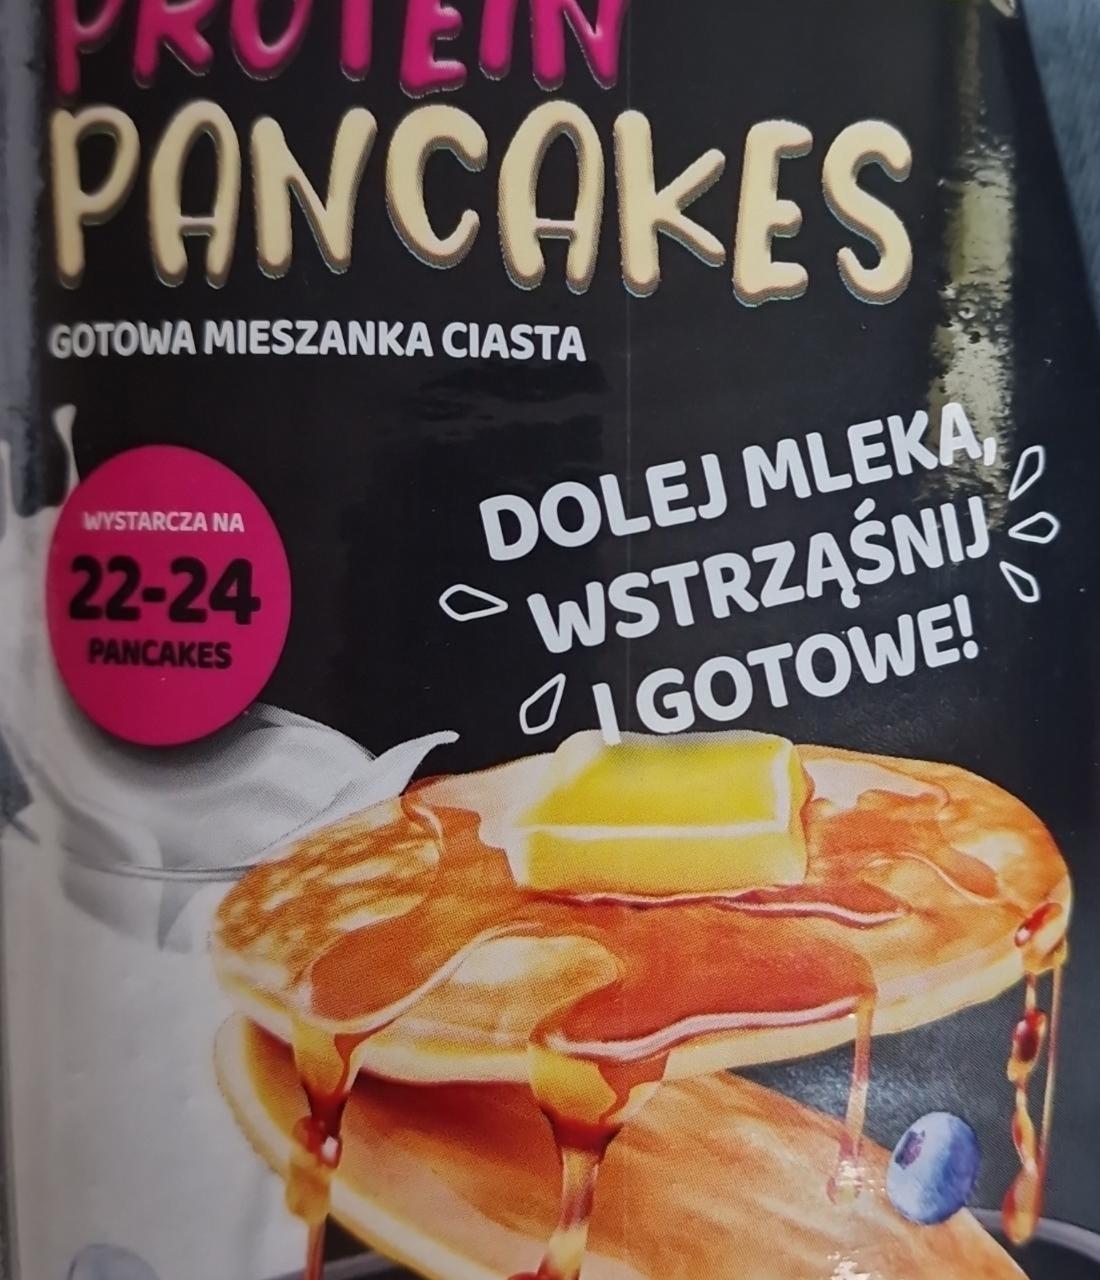 PROTEIN
PANCAKES
GOTOWA MIESZANKA CIASTA
DOLEJ MLEKA,
WSTRZĄŚNIJ
I GOTOWE!
WYSTARCZA NA
22-24
PANCAKES